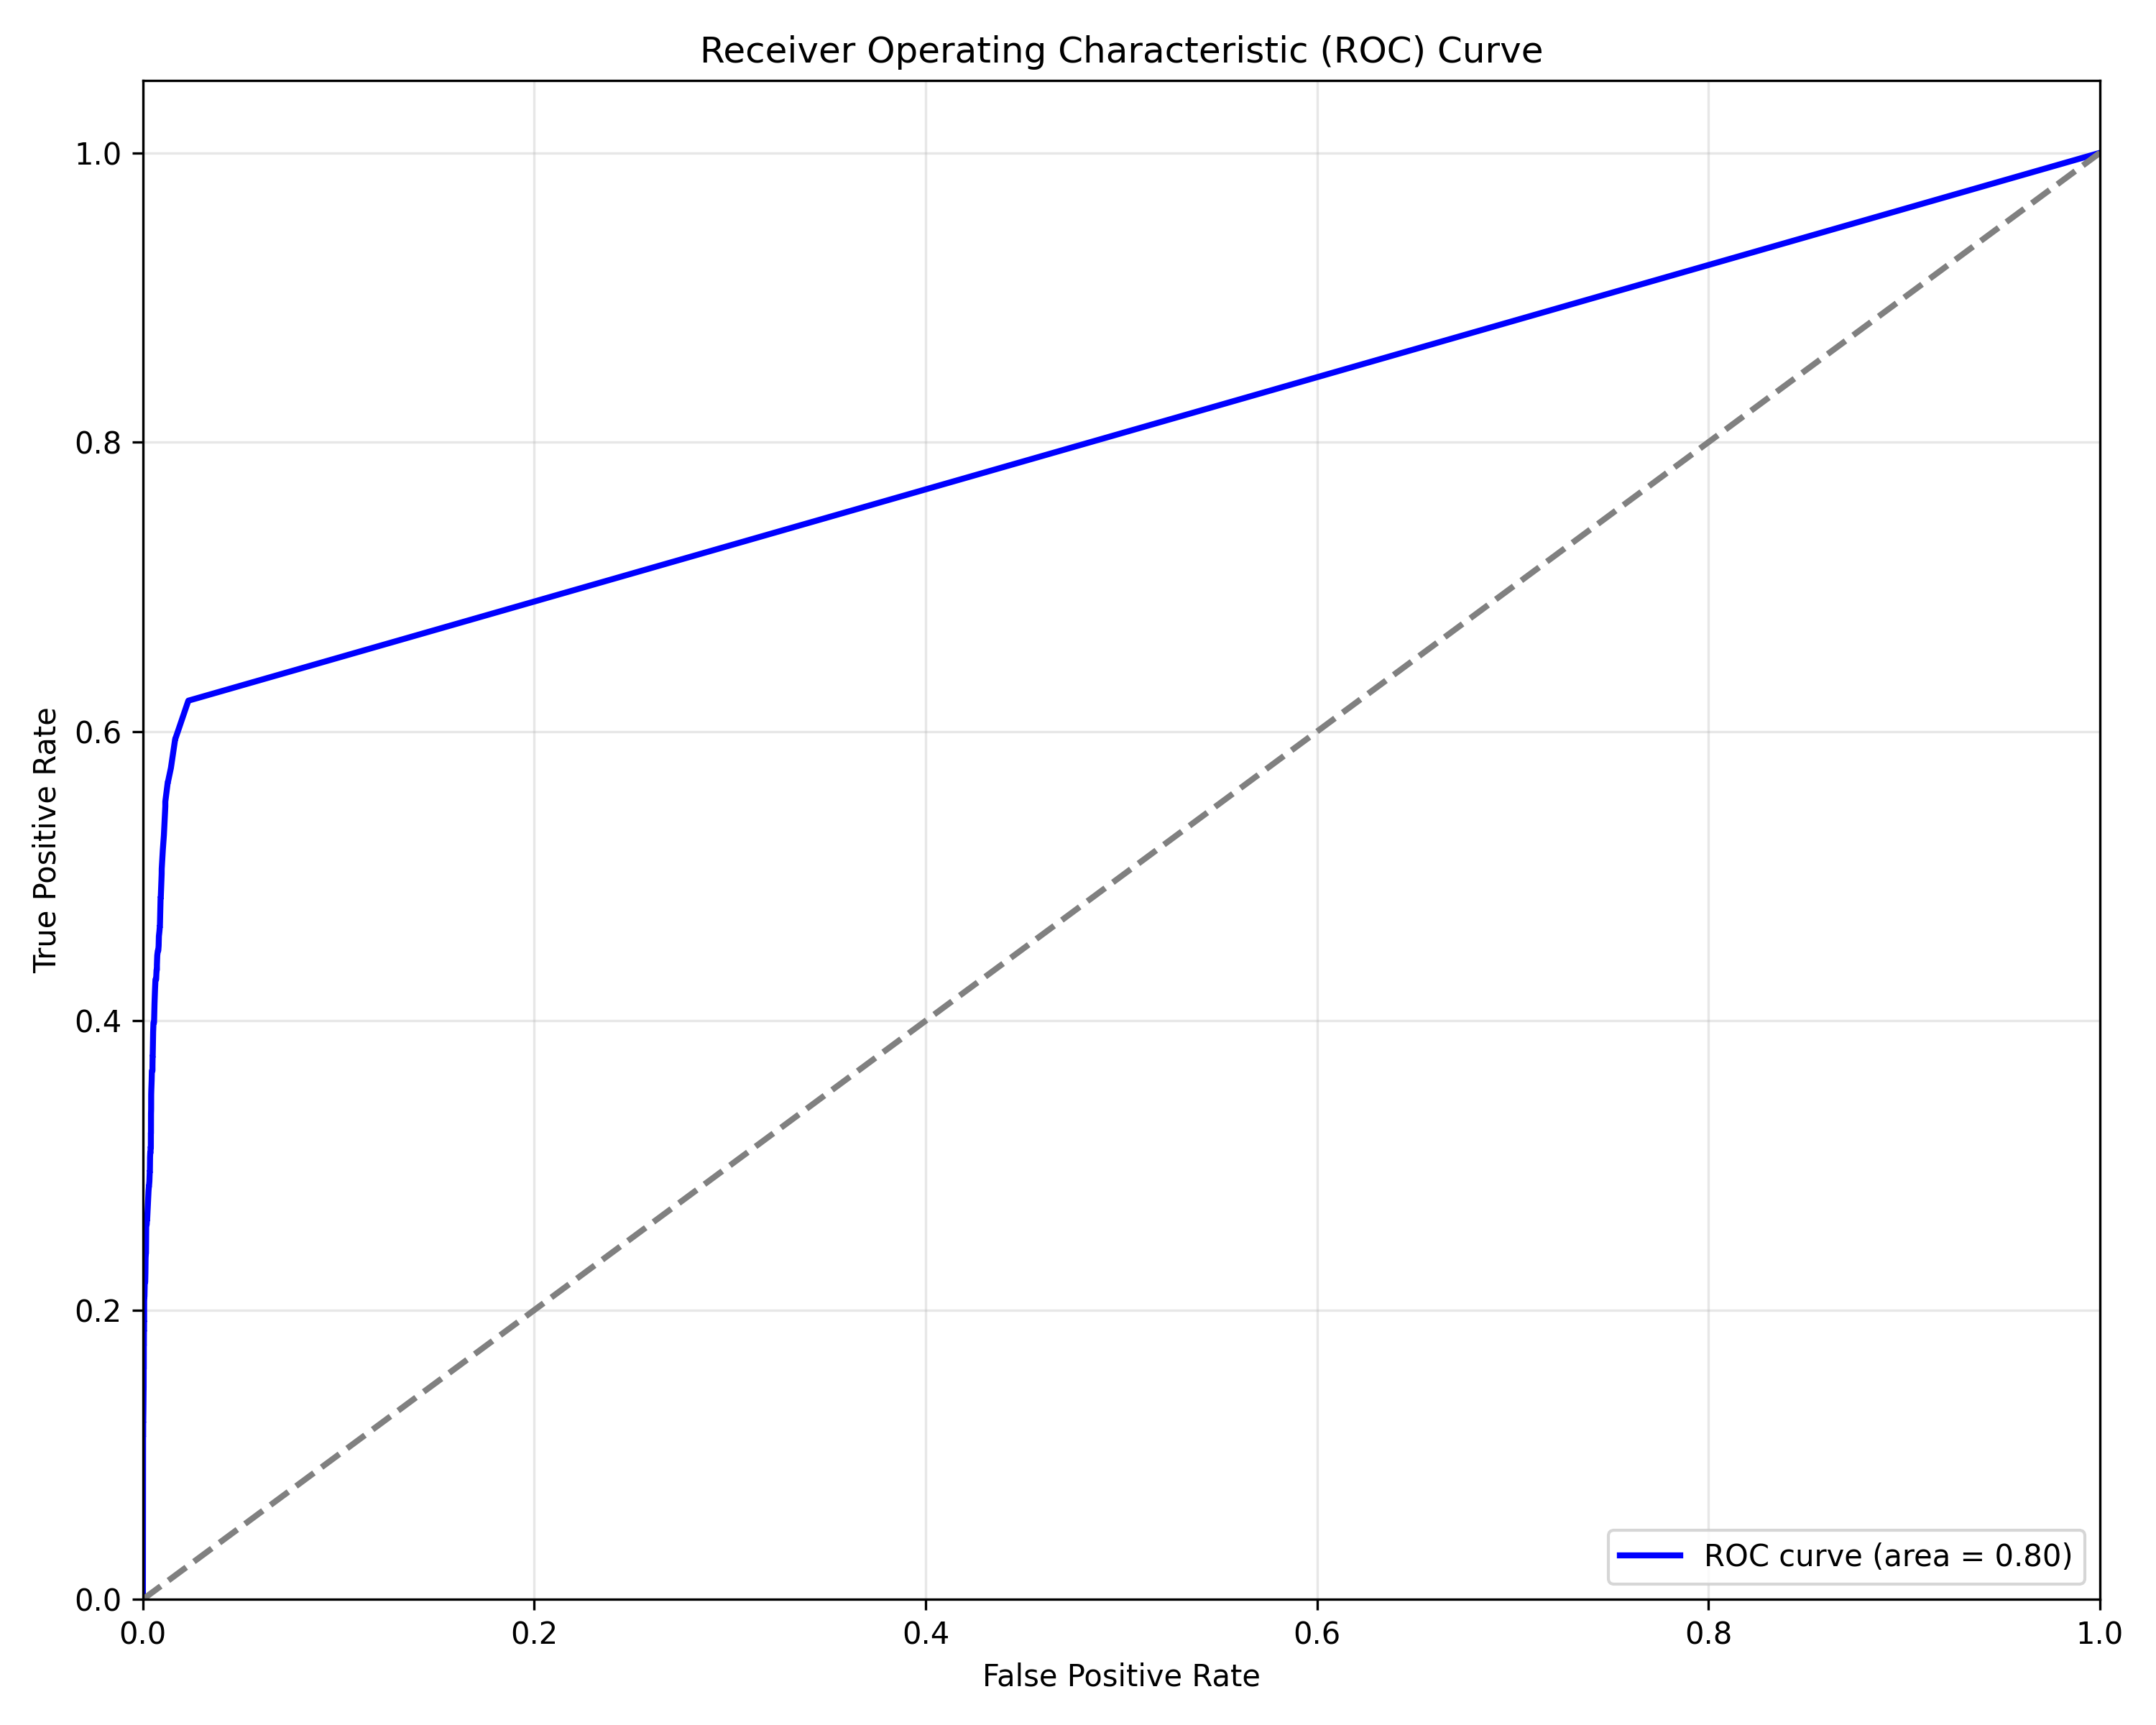 Receiver Operating Characteristic (ROC) Curve
1.0
0.8
0.6
0.4
0.2
0.0
True Positive Rate
0.0 0.2 0.4 0.6 0.8 1.0
False Positive Rate
ROC curve (area = 0.80)